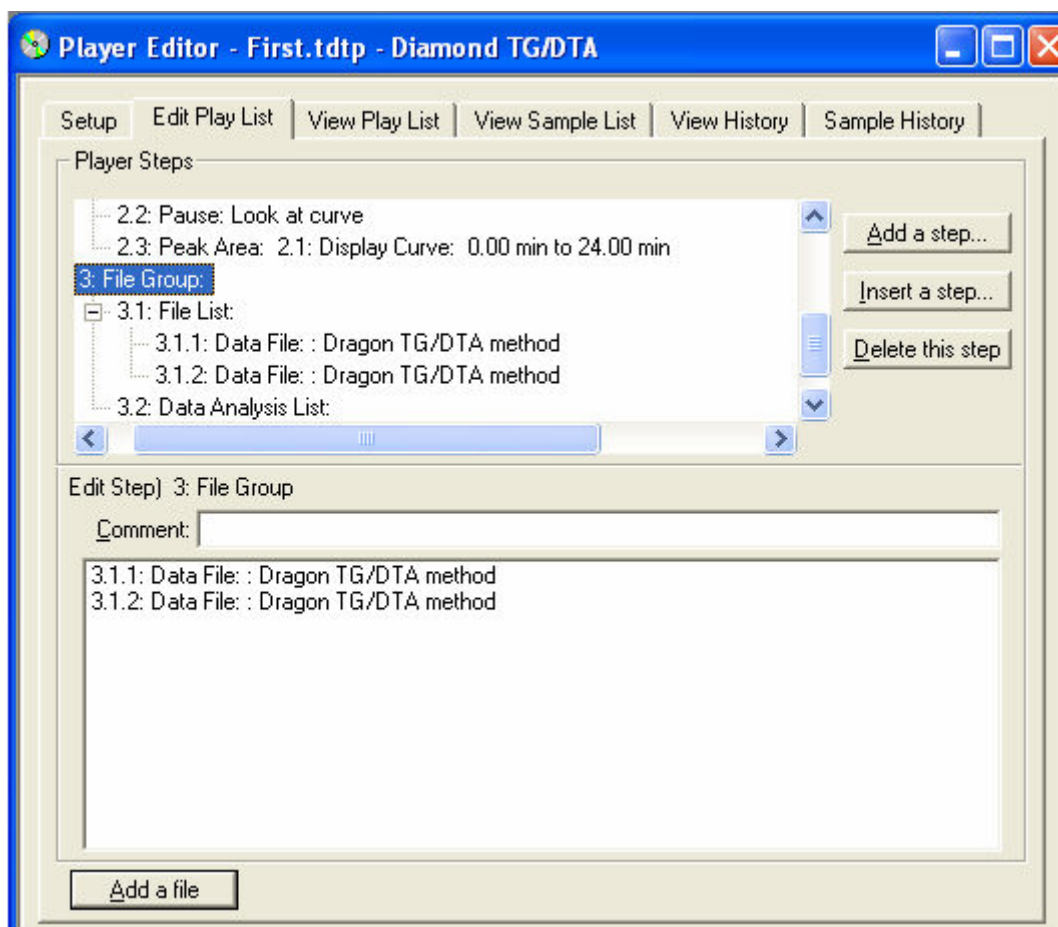 Player Editor - First.tdtp - Diamond TG/DTA
Setup Edit Play List View Play List View Sample List View History Sample History
Player Steps
2.2: Pause: Look at curve
2.3: Peak Area: 2.1: Display Curve: 0.00 min to 24.00 min
3: File Group:
3.1: File List:
3.1.1: Data File: : Dragon TG/DTA method
3.1.2: Data File: : Dragon TG/DTA method
3.2: Data Analysis List:
Add a step...
Insert a step...
Delete this step
Edit Step) 3: File Group
Comment:
3.1.1: Data File: : Dragon TG/DTA method
3.1.2: Data File: : Dragon TG/DTA method
Add a file